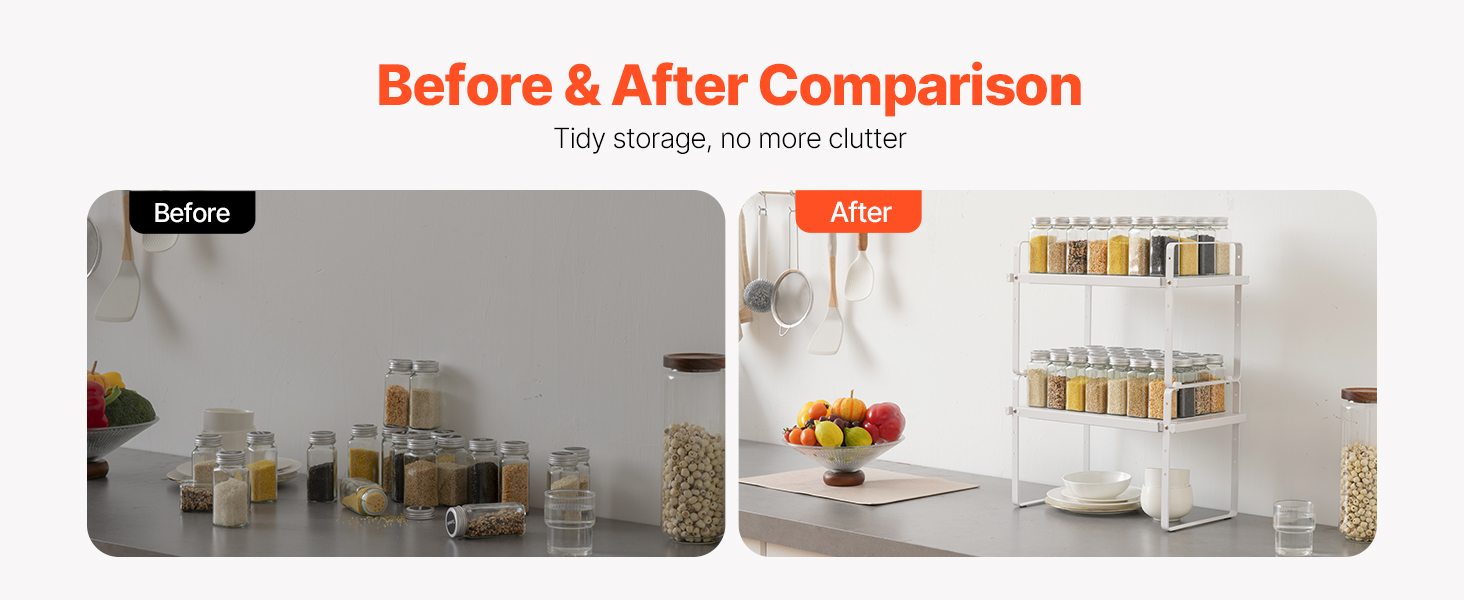 Before & After Comparison
Tidy storage, no more clutter
Before
After